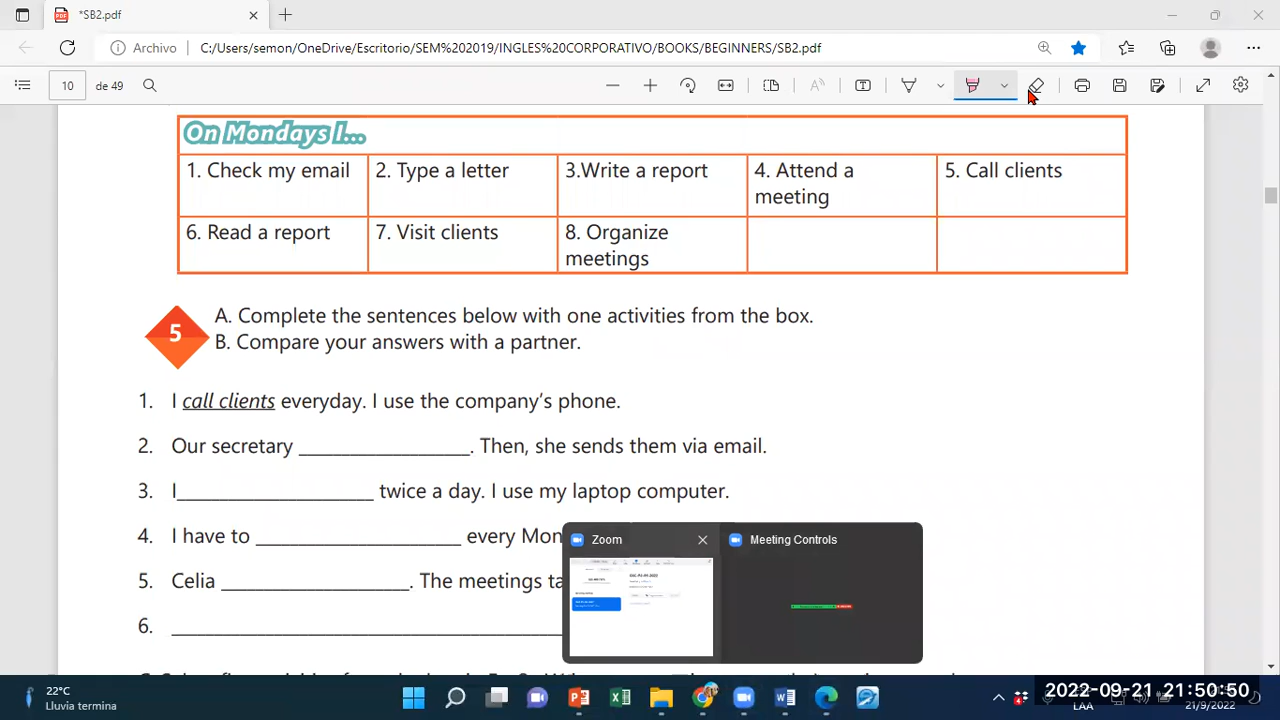 *SB2.pdf
Archivo C:/Users/semon/OneDrive/Escritorio/SEM%202019/INGLES%20CORPORATIVO/BOOKS/BEGINNERS/SB2.pdf
10 de 49
On Mondays I...
1. Check my email 2. Type a letter 3.Write a report 4. Attend a meeting 5. Call clients
6. Read a report 7. Visit clients 8. Organize meetings
5
A. Complete the sentences below with one activities from the box.
B. Compare your answers with a partner.
1. I call clients everyday. I use the company's phone.
2. Our secretary __________________. Then, she sends them via email.
3. I_____________________ twice a day. I use my laptop computer.
4. I have to ______________________ every Mon
5. Celia ____________________. The meetings ta
6. __________________________________________
Zoom Meeting Controls
22°C
Lluvia termina
2022-09-21 21:50:50
LAA 21/9/2022